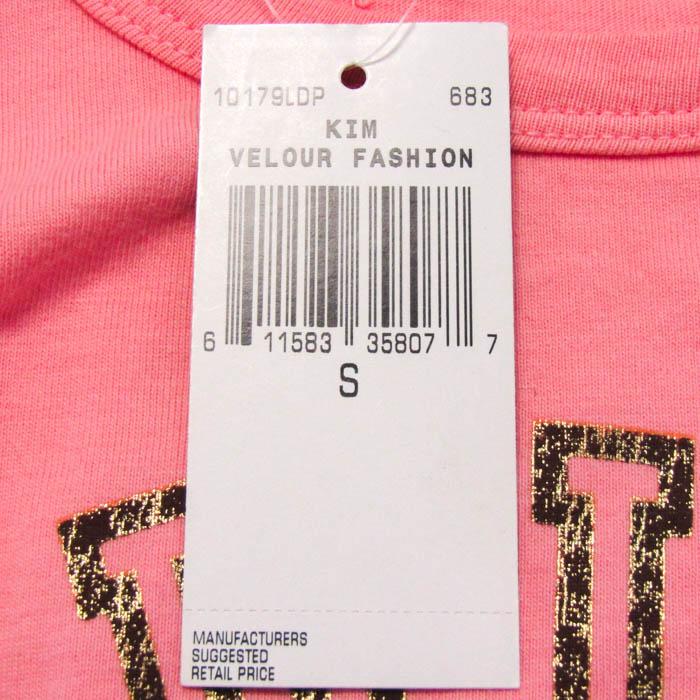 10179LDP 683
KIM
VELOUR FASHION
6 11583 35807 7
S
MANUFACTURERS
SUGGESTED
RETAIL PRICE